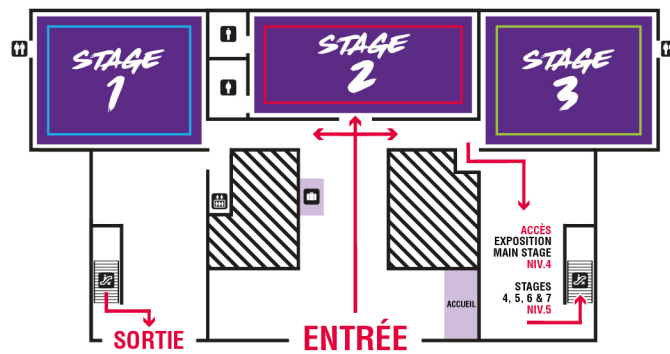 STAGE
1
STAGE
2
STAGE
3
ACCÈS
EXPOSITION
MAIN STAGE
NIV.4
STAGES
4, 5, 6 & 7
NIV.5
ACCUEIL
SORTIE
ENTRÉE